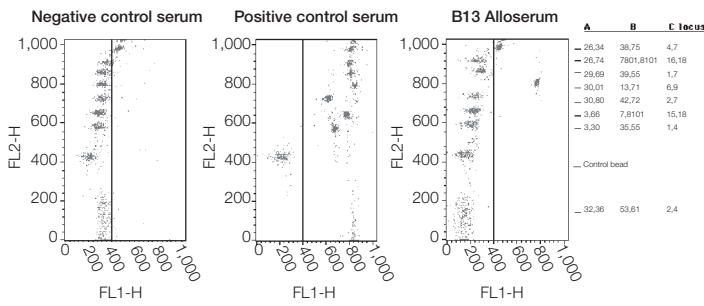 Negative control serum
Positive control serum
B13 Alloserum
A B C locus
26,34 38,75 4,7
26,74 7801,8101 16,18
29,69 39,55 1,7
30,01 13,71 6,9
30,80 42,72 2,7
3,66 7,8101 15,18
3,30 35,55 1,4
Control bead
32,36 53,61 2,4
FL2-H
1,000
800
600
400
200
0
0 200 400 600 800 1,000
FL1-H
FL2-H
1,000
800
600
400
200
0
0 200 400 600 800 1,000
FL1-H
FL2-H
1,000
800
600
400
200
0
0 200 400 600 800 1,000
FL1-H